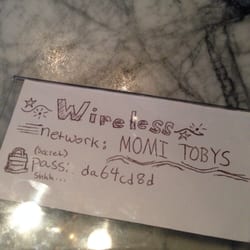 Wireless
network: MOMI TOBYS
(secret)
pass: da64cd8d
Shhh...